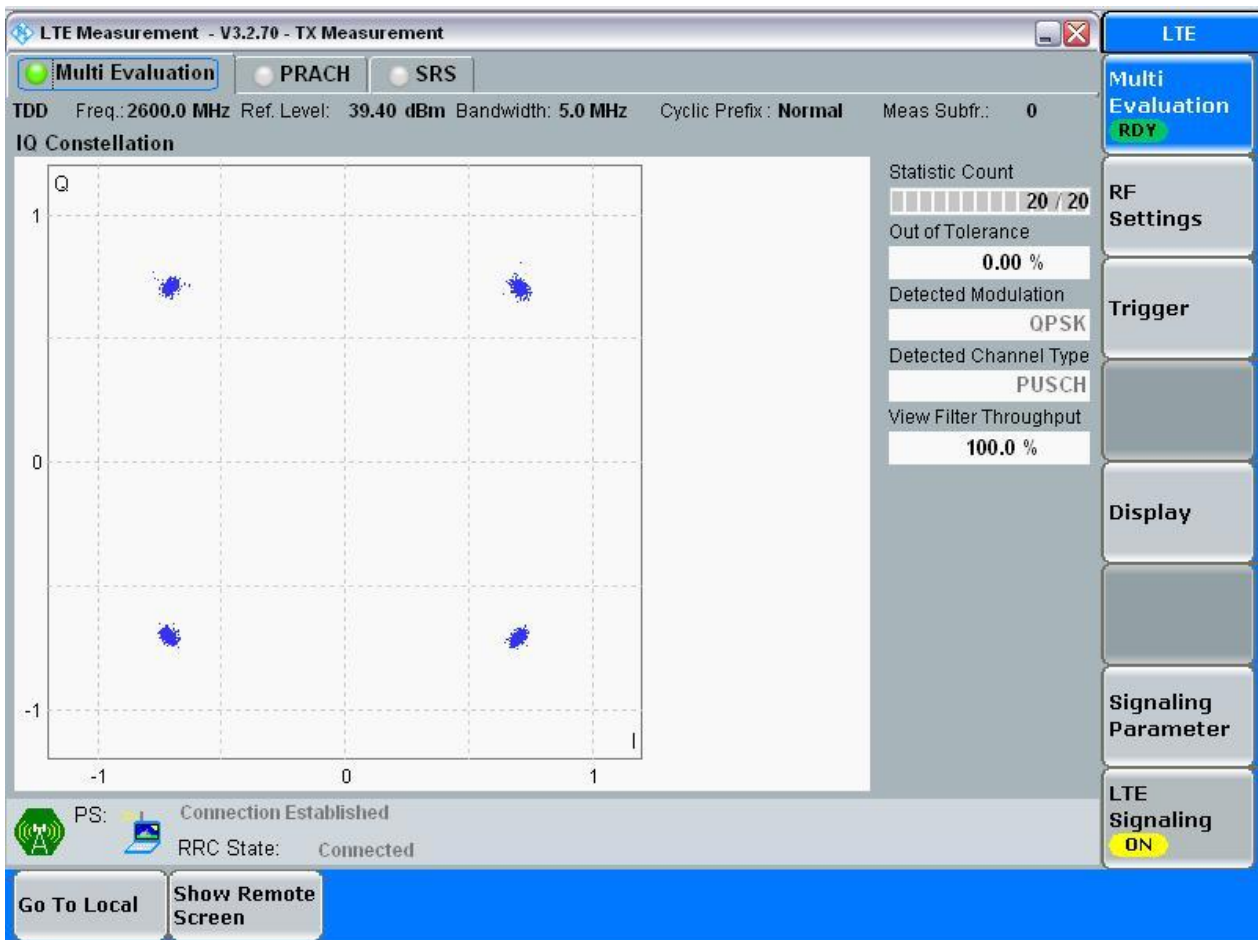 LTE Measurement - V3.2.70 - TX Measurement
LTE
Multi Evaluation PRACH SRS
TDD Freq.: 2600.0 MHz Ref. Level: 39.40 dBm Bandwidth: 5.0 MHz Cyclic Prefix : Normal Meas Subfr.: 0
IQ Constellation
Q
1
0
-1
-1 0 1
I
Statistic Count
20 / 20
Out of Tolerance
0.00 %
Detected Modulation
QPSK
Detected Channel Type
PUSCH
View Filter Throughput
100.0 %
Multi
Evaluation
RDY
RF
Settings
Trigger
Display
Signaling
Parameter
LTE
Signaling
ON
PS: Connection Established
RRC State: Connected
Go To Local
Show Remote
Screen